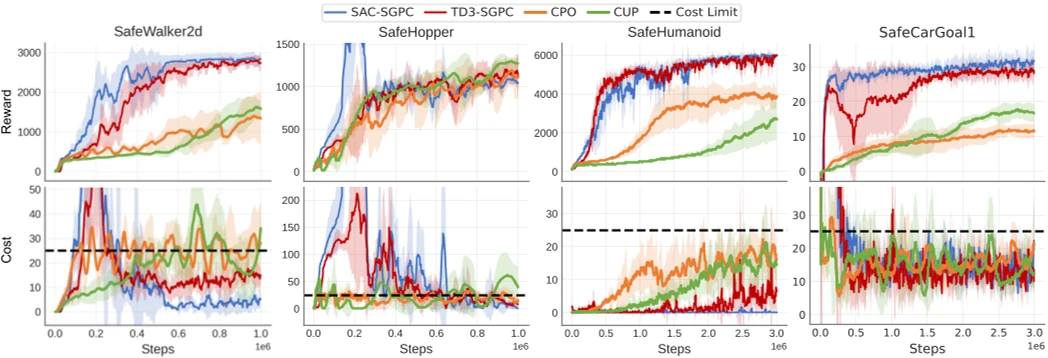 SAC-SGPC TD3-SGPC CPO CUP Cost Limit
SafeWalker2d SafeHopper SafeHumanoid SafeCarGoal1
Reward
3000
2000
1000
0
1500
1000
500
0
6000
4000
2000
0
30
20
10
0
Cost
50
40
30
20
10
0
200
150
100
50
0
30
20
10
0
30
20
10
0
0.0 0.2 0.4 0.6 0.8 1.0
Steps 1e6
0.0 0.2 0.4 0.6 0.8 1.0
Steps 1e6
0.0 0.5 1.0 1.5 2.0 2.5 3.0
Steps 1e6
0.0 0.5 1.0 1.5 2.0 2.5 3.0
Steps 1e6